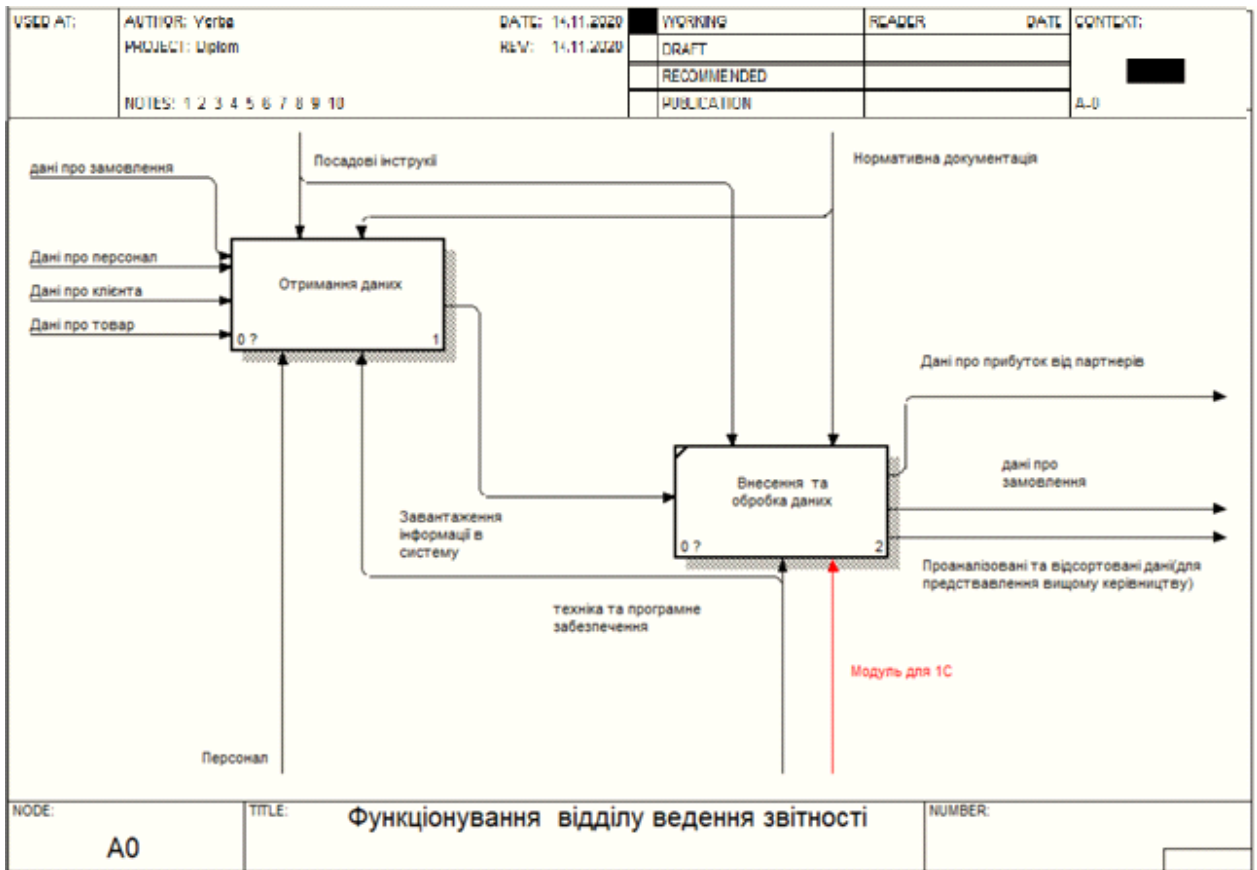 USED AT:
AUTHOR: Verba
DATE: 14.11.2020
WORKING
READER
DATE
CONTEXT:
PROJECT: Diplom
REV: 14.11.2020
DRAFT
RECOMMENDED
NOTES: 1 2 3 4 5 6 7 8 9 10
PUBLICATION
A-0
Посадові інструкії
Нормативна документація
дані про замовлення
Дані про персонал
Дані про клієнта
Дані про товар
Отримання даних
0 ?
1
Дані про прибуток від партнерів
Внесення та
обробка даних
0 ?
2
дані про
замовлення
Завантаження
інформації в
систему
Проаналізовані та відсортовані дані(для
предствавлення вищому керівництву)
техніка та програмне
забезпечення
Модуль для 1С
Персонал
NODE:
A0
TITLE:
Функціонування відділу ведення звітності
NUMBER: